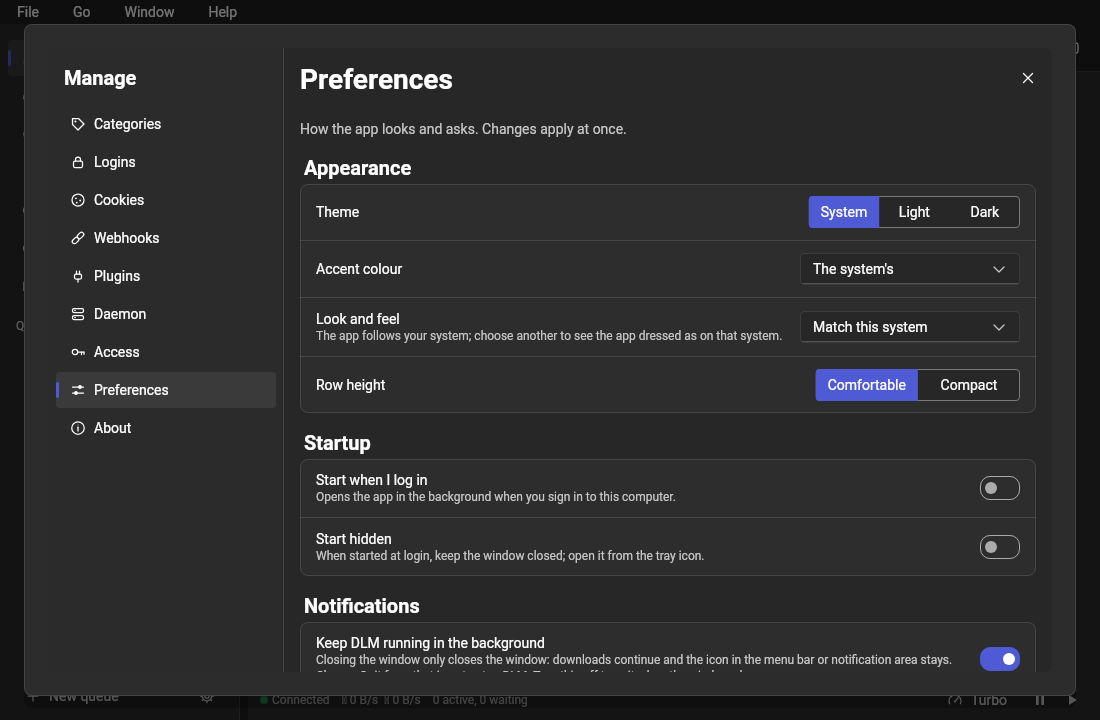 File Go Window Help
Manage
Categories
Logins
Cookies
Webhooks
Plugins
Daemon
Access
Preferences
About
Preferences
How the app looks and asks. Changes apply at once.
Appearance
Theme System Light Dark
Accent colour The system's
Look and feel Match this system
The app follows your system; choose another to see the app dressed as on that system.
Row height Comfortable Compact
Startup
Start when I log in
Opens the app in the background when you sign in to this computer.
Start hidden
When started at login, keep the window closed; open it from the tray icon.
Notifications
Keep DLM running in the background
Closing the window only closes the window: downloads continue and the icon in the menu bar or notification area stays.
New queue Connected 0 B/s 0 B/s 0 active, 0 waiting Turbo